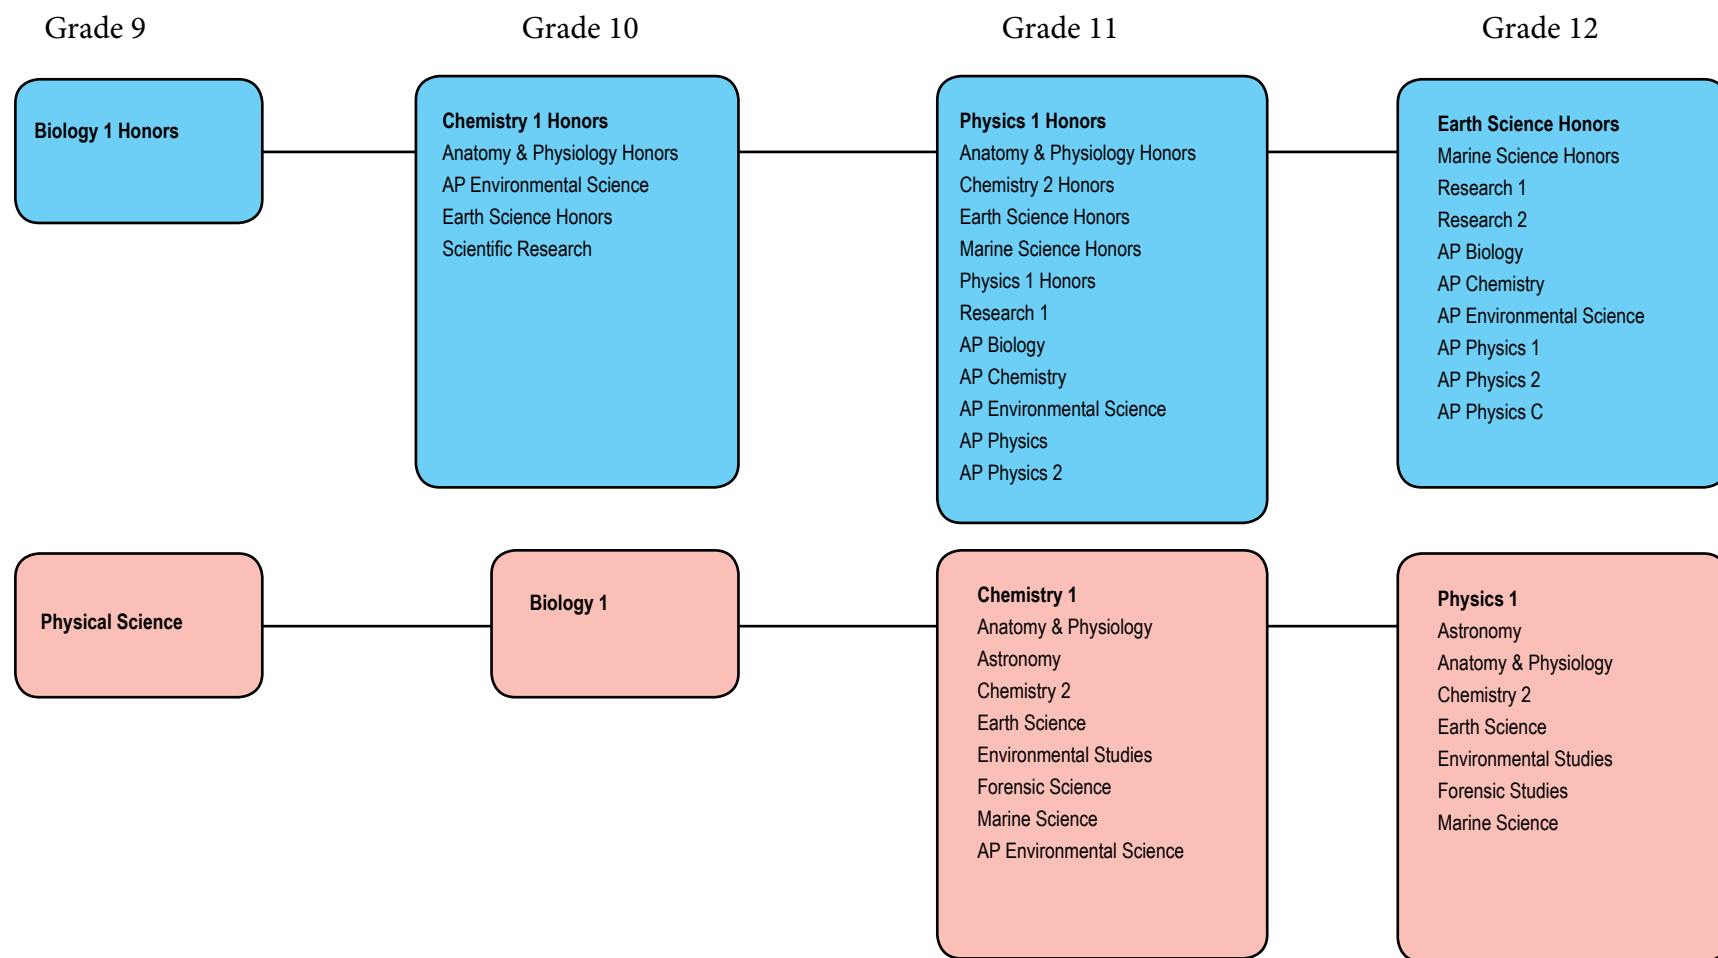 Grade 9
Grade 10
Grade 11
Grade 12
Biology 1 Honors
Chemistry 1 Honors
Anatomy & Physiology Honors
AP Environmental Science
Earth Science Honors
Scientific Research
Physics 1 Honors
Anatomy & Physiology Honors
Chemistry 2 Honors
Earth Science Honors
Marine Science Honors
Physics 1 Honors
Research 1
AP Biology
AP Chemistry
AP Environmental Science
AP Physics
AP Physics 2
Earth Science Honors
Marine Science Honors
Research 1
Research 2
AP Biology
AP Chemistry
AP Environmental Science
AP Physics 1
AP Physics 2
AP Physics C
Physical Science
Biology 1
Chemistry 1
Anatomy & Physiology
Astronomy
Chemistry 2
Earth Science
Environmental Studies
Forensic Science
Marine Science
AP Environmental Science
Physics 1
Astronomy
Anatomy & Physiology
Chemistry 2
Earth Science
Environmental Studies
Forensic Studies
Marine Science